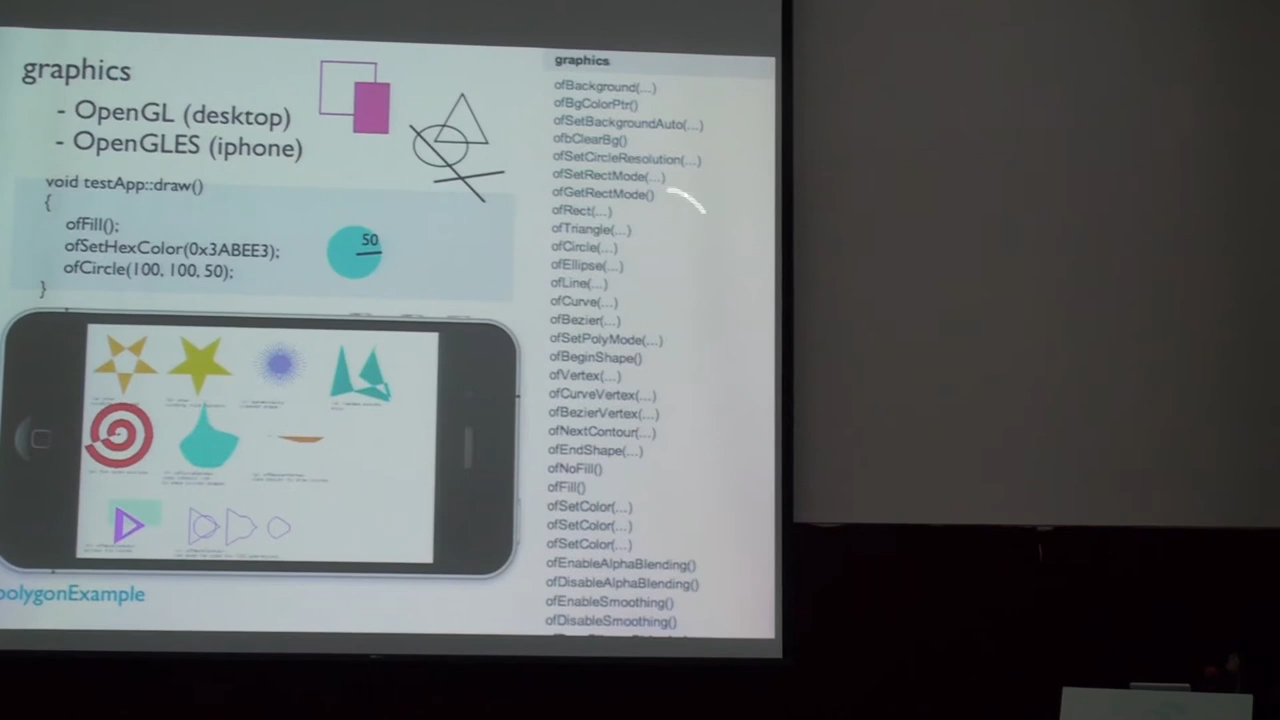 graphics
- OpenGL (desktop)
- OpenGLES (iphone)
void testApp::draw()
{
ofFill();
ofSetHexColor(0x3ABEE3);
ofCircle(100, 100, 50);
}
50
polygonExample
graphics
ofBackground(...)
ofBgColorPtr()
ofSetBackgroundAuto(...)
ofbClearBg()
ofSetCircleResolution(...)
ofSetRectMode(...)
ofGetRectMode()
ofRect(...)
ofTriangle(...)
ofCircle(...)
ofEllipse(...)
ofLine(...)
ofCurve(...)
ofBezier(...)
ofSetPolyMode(...)
ofBeginShape()
ofVertex(...)
ofCurveVertex(...)
ofBezierVertex(...)
ofNextContour(...)
ofEndShape(...)
ofNoFill()
ofFill()
ofSetColor(...)
ofSetColor(...)
ofSetColor(...)
ofEnableAlphaBlending()
ofDisableAlphaBlending()
ofEnableSmoothing()
ofDisableSmoothing()